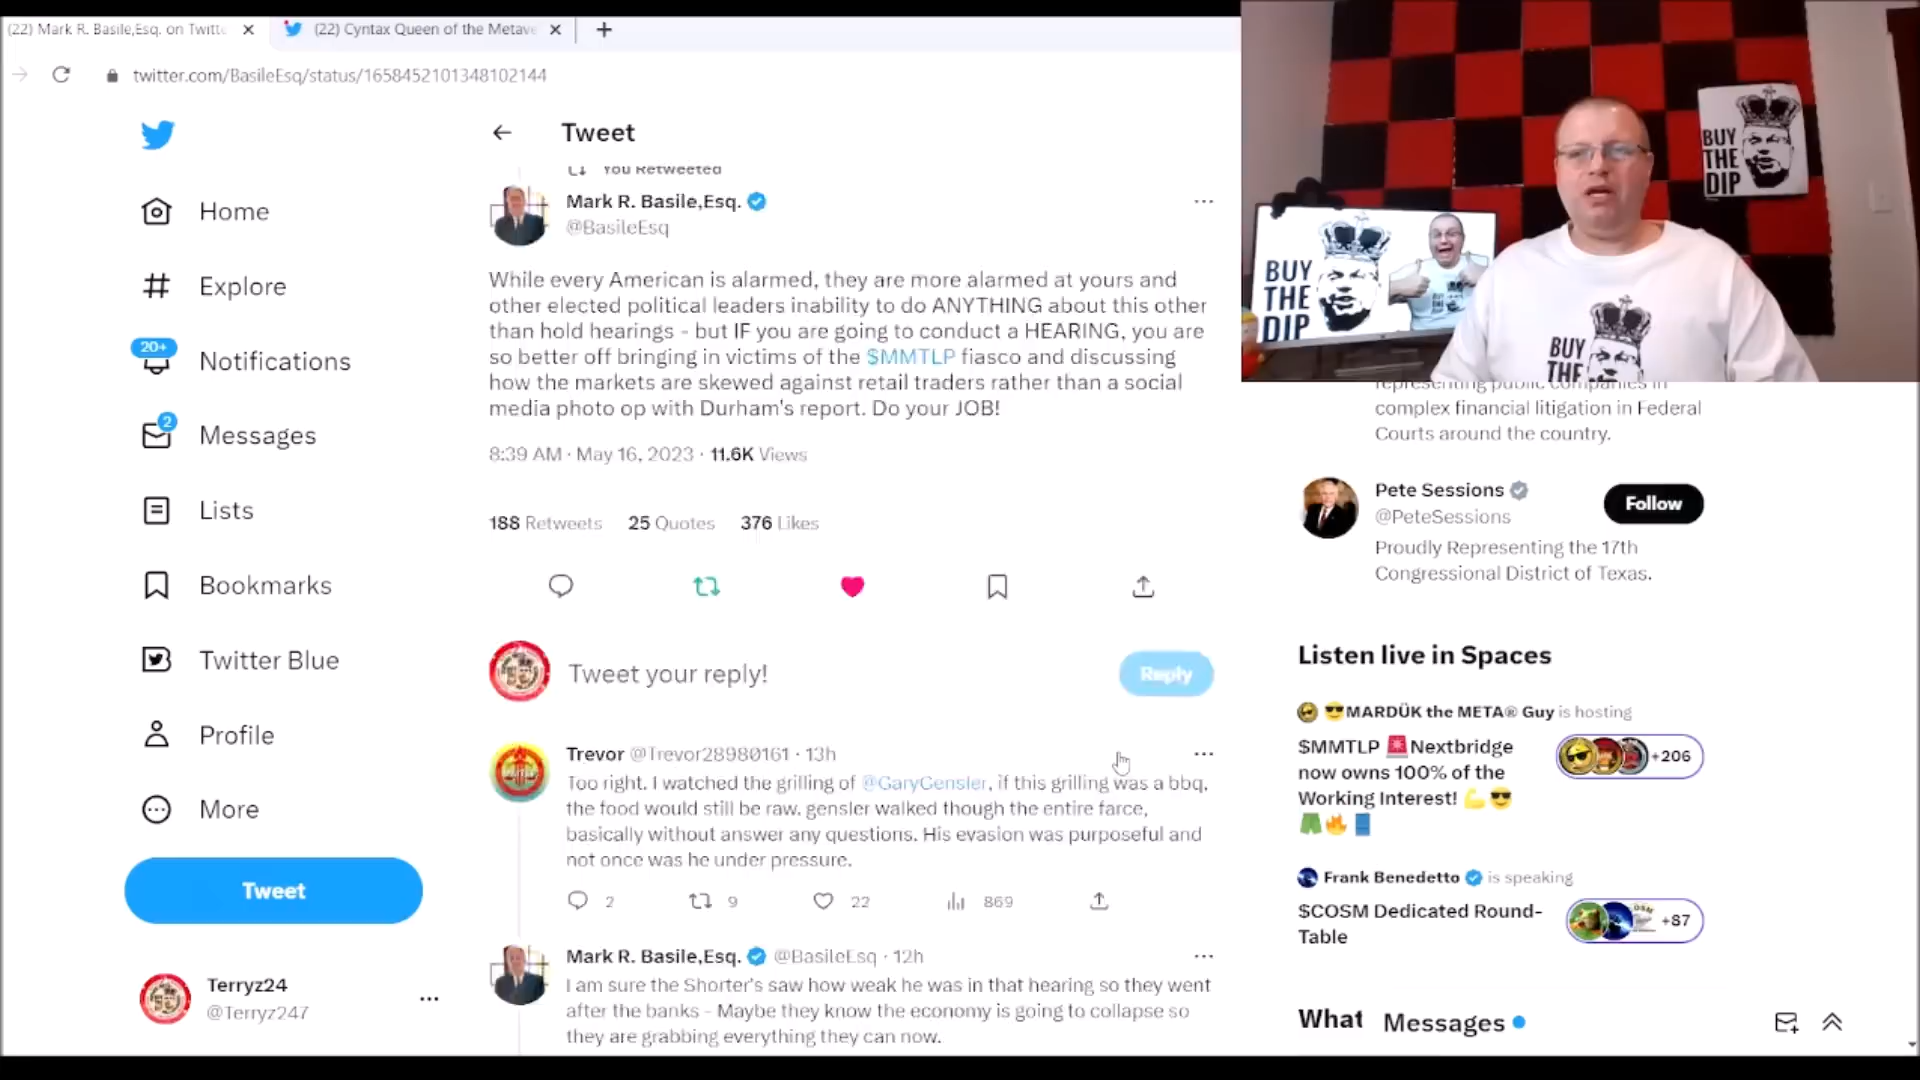 (22) Mark R. Basile,Esq. on Twitte
(22) Cyntax Queen of the Metave
twitter.com/BasileEsq/status/1658452101348102144
Tweet
You Retweeted
Mark R. Basile,Esq.
@BasileEsq
While every American is alarmed, they are more alarmed at yours and
other elected political leaders inability to do ANYTHING about this other
than hold hearings - but IF you are going to conduct a HEARING, you are
so better off bringing in victims of the $MMTLP fiasco and discussing
how the markets are skewed against retail traders rather than a social
media photo op with Durham's report. Do your JOB!
8:39 AM · May 16, 2023 · 11.6K Views
188 Retweets 25 Quotes 376 Likes
Tweet your reply!
Reply
Trevor @Trevor28980161 · 13h
Too right. I watched the grilling of @GaryGensler, if this grilling was a bbq,
the food would still be raw, gensler walked though the entire farce,
basically without answer any questions. His evasion was purposeful and
not once was he under pressure.
2 9 22 869
Mark R. Basile,Esq. @BasileEsq · 12h
I am sure the Shorter's saw how weak he was in that hearing so they went
after the banks - Maybe they know the economy is going to collapse so
they are grabbing everything they can now.
Home
Explore
20+
Notifications
2
Messages
Lists
Bookmarks
Twitter Blue
Profile
More
Tweet
Terryz24
@Terryz247
BUY
THE
DIP
BUY
THE
DIP
BUY
THE
representing public companies in
complex financial litigation in Federal
Courts around the country.
Pete Sessions
@PeteSessions
Follow
Proudly Representing the 17th
Congressional District of Texas.
Listen live in Spaces
MARDÜK the META® Guy is hosting
$MMTLP 🚨Nextbridge
now owns 100% of the
Working Interest! 💪😎
🩳🔥📘
+206
Frank Benedetto is speaking
$COSM Dedicated Round-
Table
+87
What
Messages